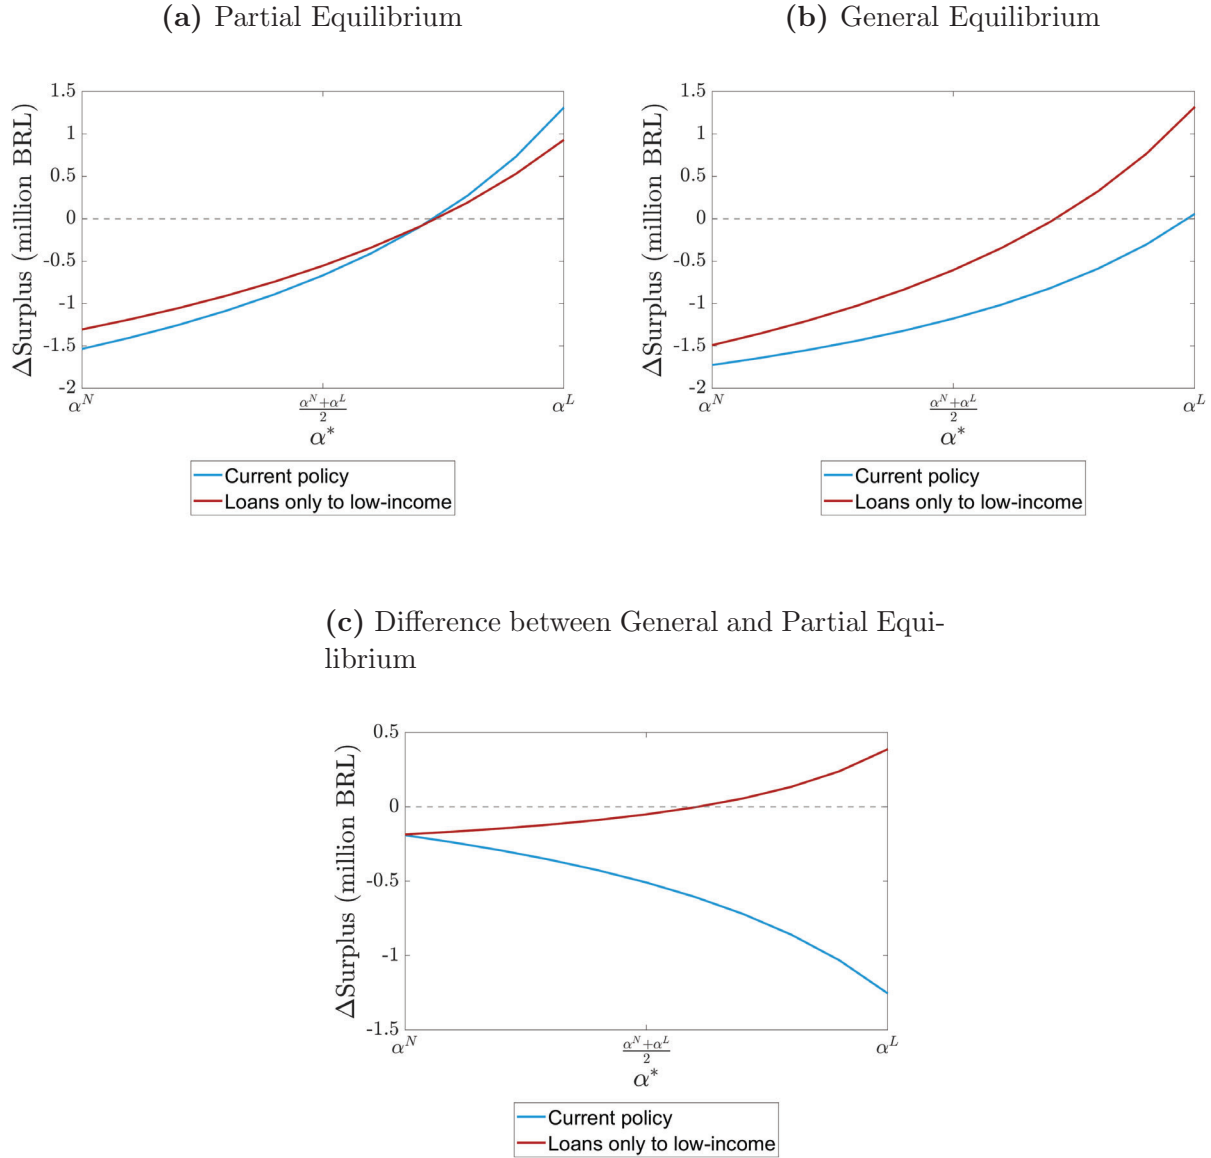 (a) Partial Equilibrium
ΔSurplus (million BRL)
1.5
1
0.5
0
-0.5
-1
-1.5
-2
α^N
(α^N+α^L)/2
α^L
α*
Current policy
Loans only to low-income
(b) General Equilibrium
ΔSurplus (million BRL)
1.5
1
0.5
0
-0.5
-1
-1.5
-2
α^N
(α^N+α^L)/2
α^L
α*
Current policy
Loans only to low-income
(c) Difference between General and Partial Equi-
librium
ΔSurplus (million BRL)
0.5
0
-0.5
-1
-1.5
α^N
(α^N+α^L)/2
α^L
α*
Current policy
Loans only to low-income